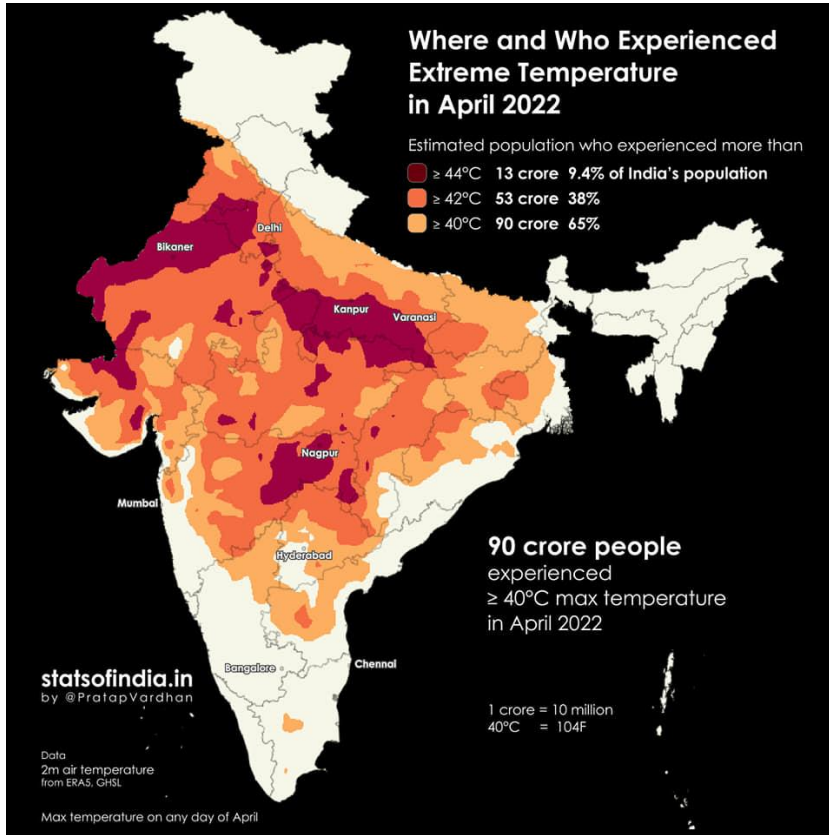 Where and Who Experienced
Extreme Temperature
in April 2022
Estimated population who experienced more than
≥ 44°C 13 crore 9.4% of India's population
≥ 42°C 53 crore 38%
≥ 40°C 90 crore 65%
Delhi
Bikaner
Kanpur
Varanasi
Nagpur
Mumbai
Hyderabad
90 crore people
experienced
≥ 40°C max temperature
in April 2022
Bangalore
Chennai
statsofindia.in
by @PratapVardhan
1 crore = 10 million
40°C = 104F
Data
2m air temperature
from ERA5, GHSL
Max temperature on any day of April